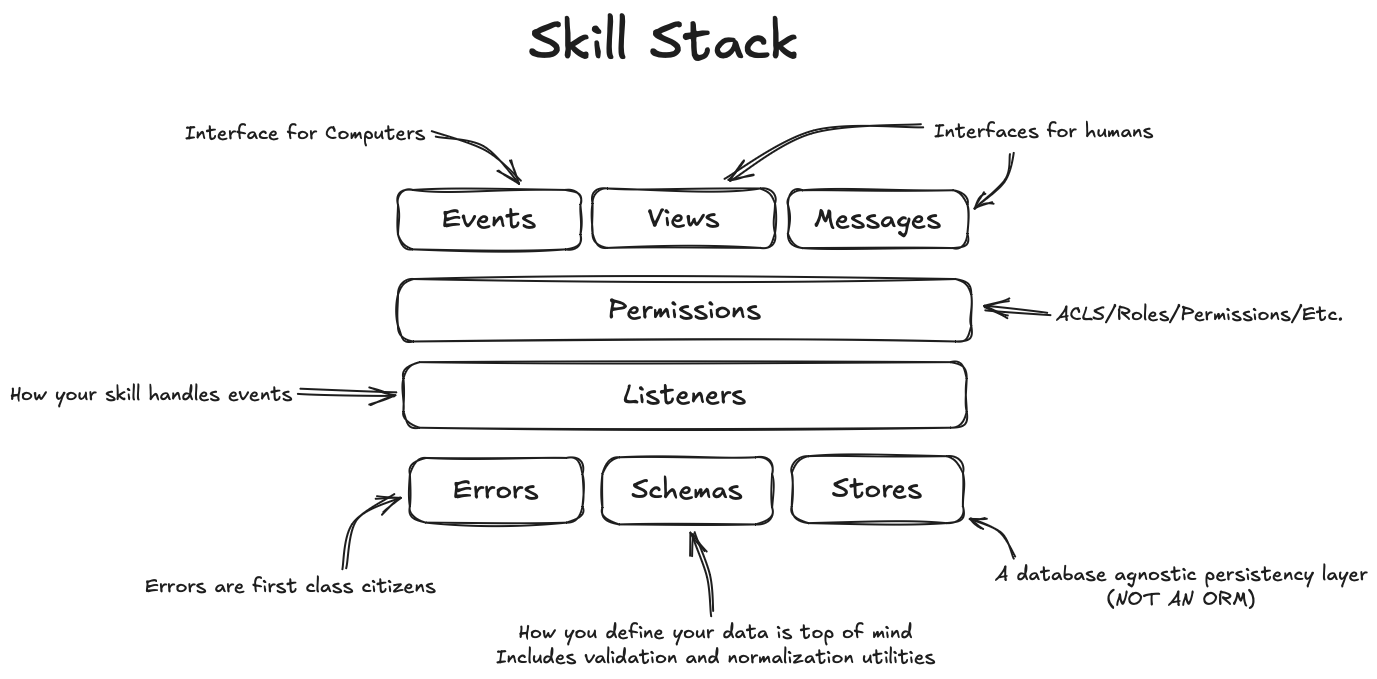 Skill Stack
Interface for Computers
Interfaces for humans
Events
Views
Messages
Permissions
ACLS/Roles/Permissions/Etc.
How your skill handles events
Listeners
Errors
Schemas
Stores
Errors are first class citizens
A database agnostic persistency layer
(NOT AN ORM)
How you define your data is top of mind
Includes validation and normalization utilities